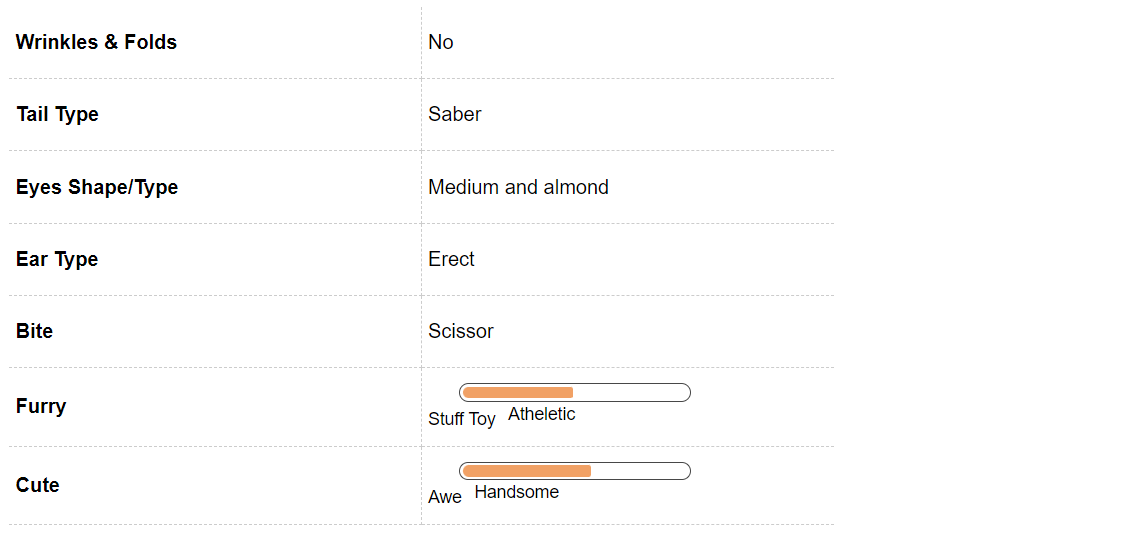 Wrinkles & Folds No
Tail Type Saber
Eyes Shape/Type Medium and almond
Ear Type Erect
Bite Scissor
Furry Stuff Toy Atheletic
Cute Awe Handsome